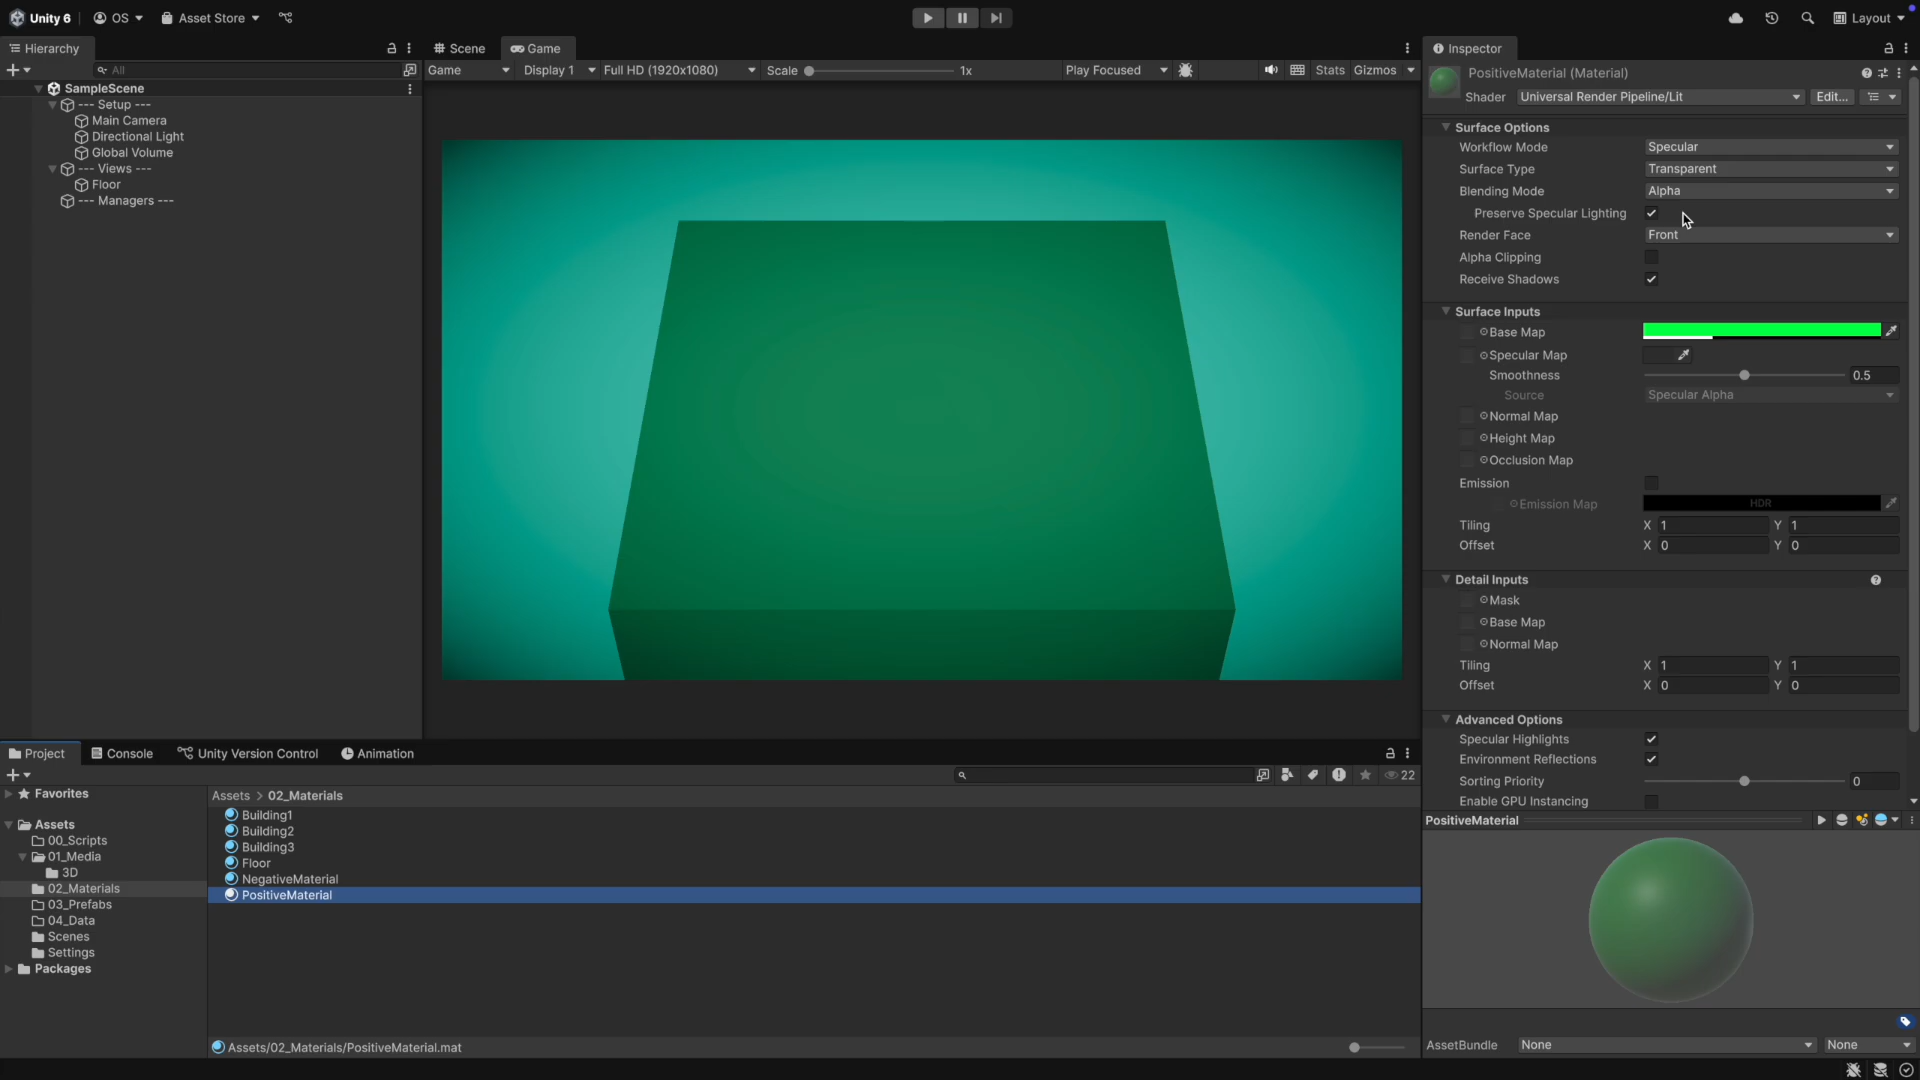 Unity 6 OS Asset Store Layout
Hierarchy
All
SampleScene
--- Setup ---
Main Camera
Directional Light
Global Volume
--- Views ---
Floor
--- Managers ---
Scene Game
Game Display 1 Full HD (1920x1080) Scale 1x Play Focused Stats Gizmos
Inspector
PositiveMaterial (Material)
Shader Universal Render Pipeline/Lit Edit...
Surface Options
Workflow Mode Specular
Surface Type Transparent
Blending Mode Alpha
Preserve Specular Lighting
Render Face Front
Alpha Clipping
Receive Shadows
Surface Inputs
Base Map
Specular Map
Smoothness 0.5
Source Specular Alpha
Normal Map
Height Map
Occlusion Map
Emission
Emission Map HDR
Tiling X 1 Y 1
Offset X 0 Y 0
Detail Inputs
Mask
Base Map
Normal Map
Tiling X 1 Y 1
Offset X 0 Y 0
Advanced Options
Specular Highlights
Environment Reflections
Sorting Priority 0
Enable GPU Instancing
PositiveMaterial
AssetBundle None None
Project Console Unity Version Control Animation
22
Favorites
Assets
00_Scripts
01_Media
3D
02_Materials
03_Prefabs
04_Data
Scenes
Settings
Packages
Assets > 02_Materials
Building1
Building2
Building3
Floor
NegativeMaterial
PositiveMaterial
Assets/02_Materials/PositiveMaterial.mat